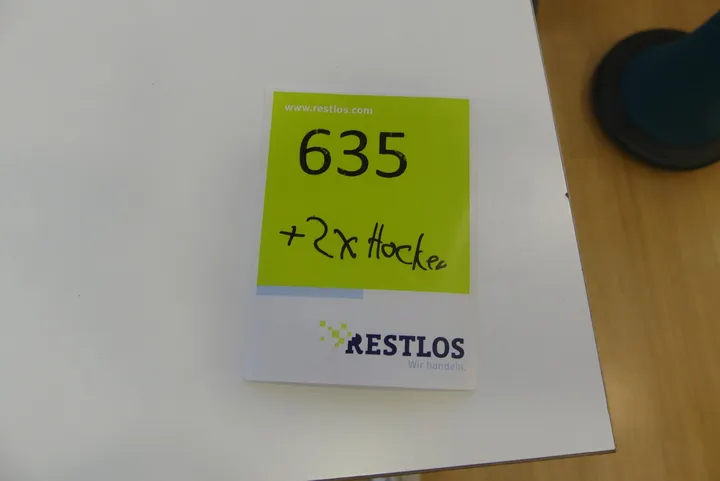 www.restlos.com
635
+2x Hocker
RESTLOS
Wir handeln.